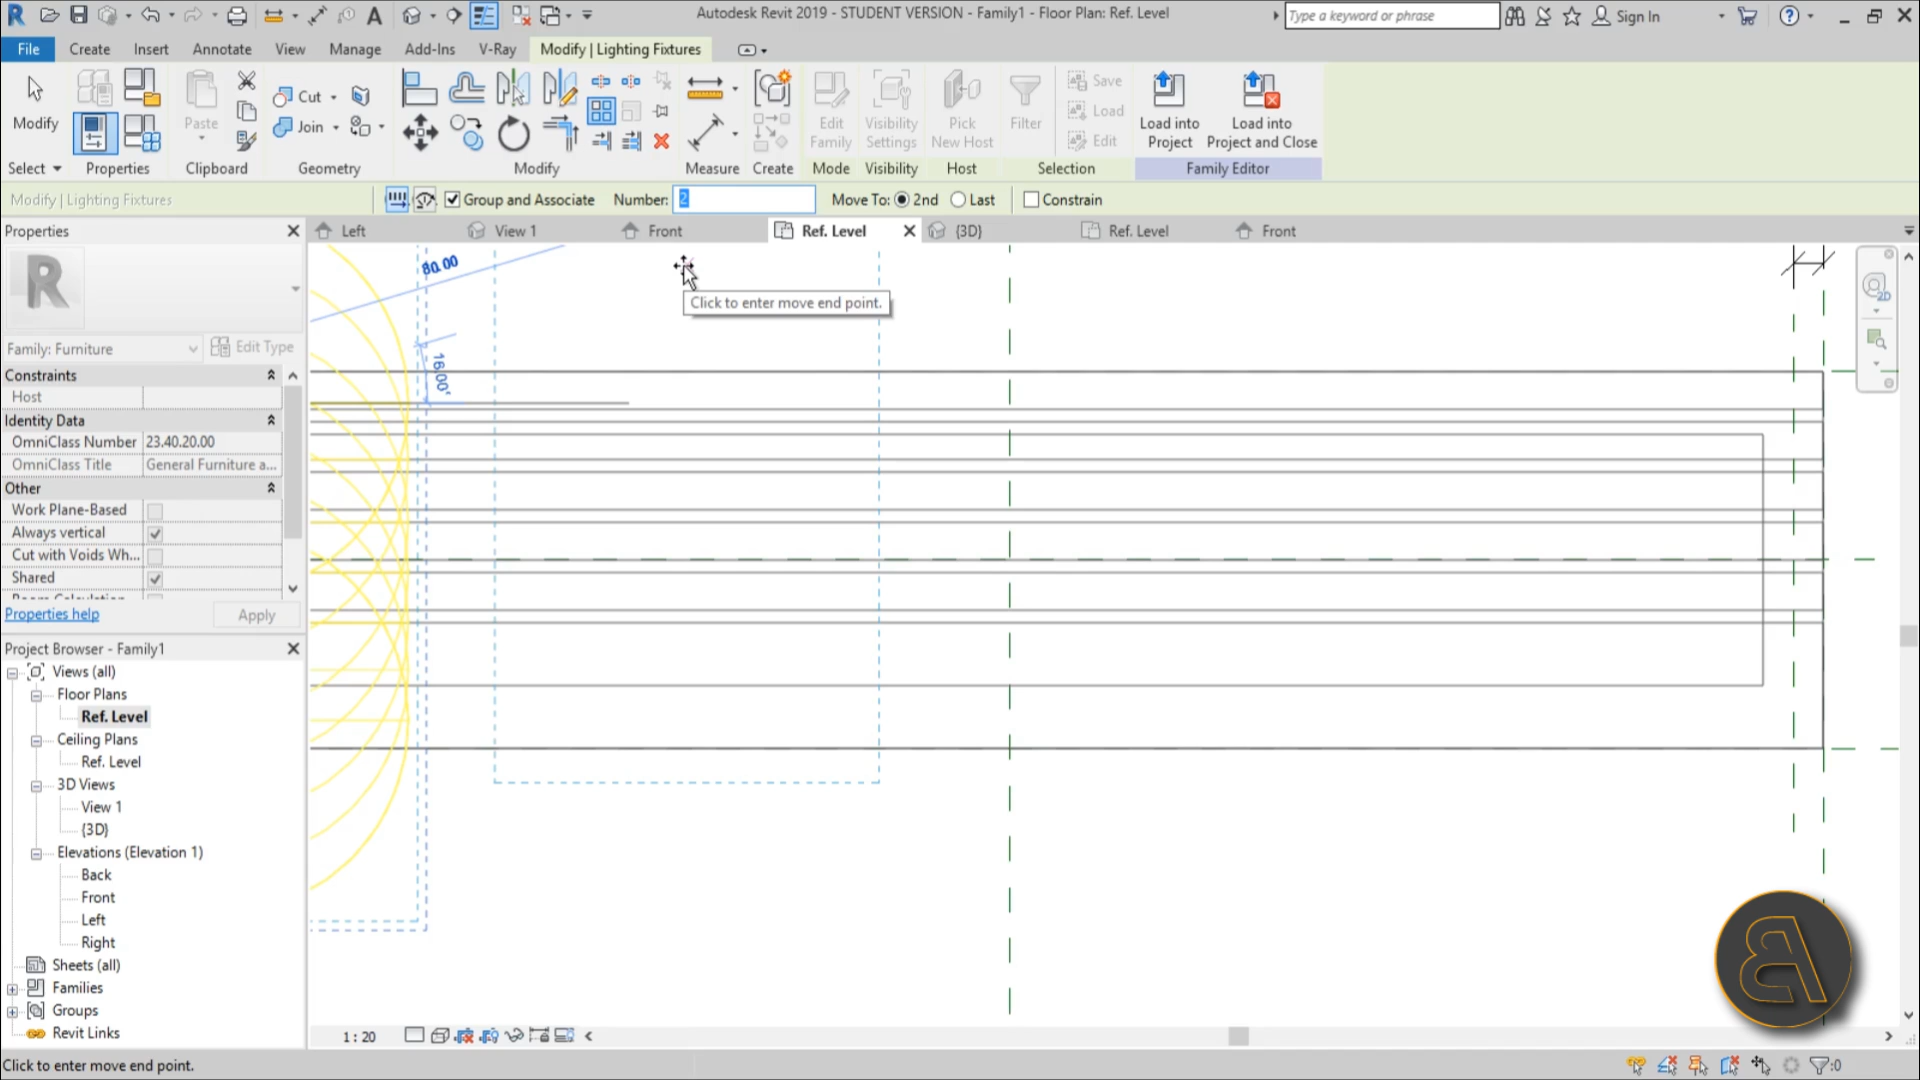 Autodesk Revit 2019 - STUDENT VERSION - Family1 - Floor Plan: Ref. Level
Type a keyword or phrase
Sign In
File Create Insert Annotate View Manage Add-Ins V-Ray Modify | Lighting Fixtures
Modify
Paste
Cut
Join
Edit Family
Visibility Settings
Pick New Host
Filter
Save
Load
Edit
Load into Project
Load into Project and Close
Select Properties Clipboard Geometry Modify Measure Create Mode Visibility Host Selection Family Editor
Modify | Lighting Fixtures Group and Associate Number: 2 Move To: 2nd Last Constrain
Properties
Left View 1 Front Ref. Level {3D} Ref. Level Front
Family: Furniture Edit Type
Constraints
Host
Identity Data
OmniClass Number 23.40.20.00
OmniClass Title General Furniture a...
Other
Work Plane-Based
Always vertical
Cut with Voids Wh...
Shared
Properties help Apply
Project Browser - Family1
Views (all)
Floor Plans
Ref. Level
Ceiling Plans
Ref. Level
3D Views
View 1
{3D}
Elevations (Elevation 1)
Back
Front
Left
Right
Sheets (all)
Families
Groups
Revit Links
80.00
16.00°
Click to enter move end point.
1 : 20
Click to enter move end point.
:0